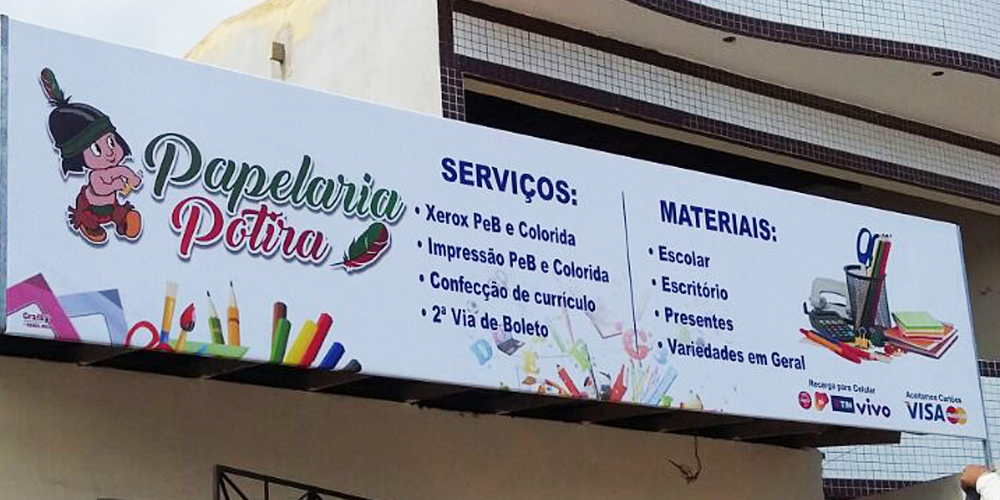 Papelaria
Potira
SERVIÇOS:
• Xerox PeB e Colorida
• Impressão PeB e Colorida
• Confecção de currículo
• 2ª Via de Boleto
MATERIAIS:
• Escolar
• Escritório
• Presentes
• Variedades em Geral
Recarga para Celular
TIM vivo
Aceitamos Cartões
VISA